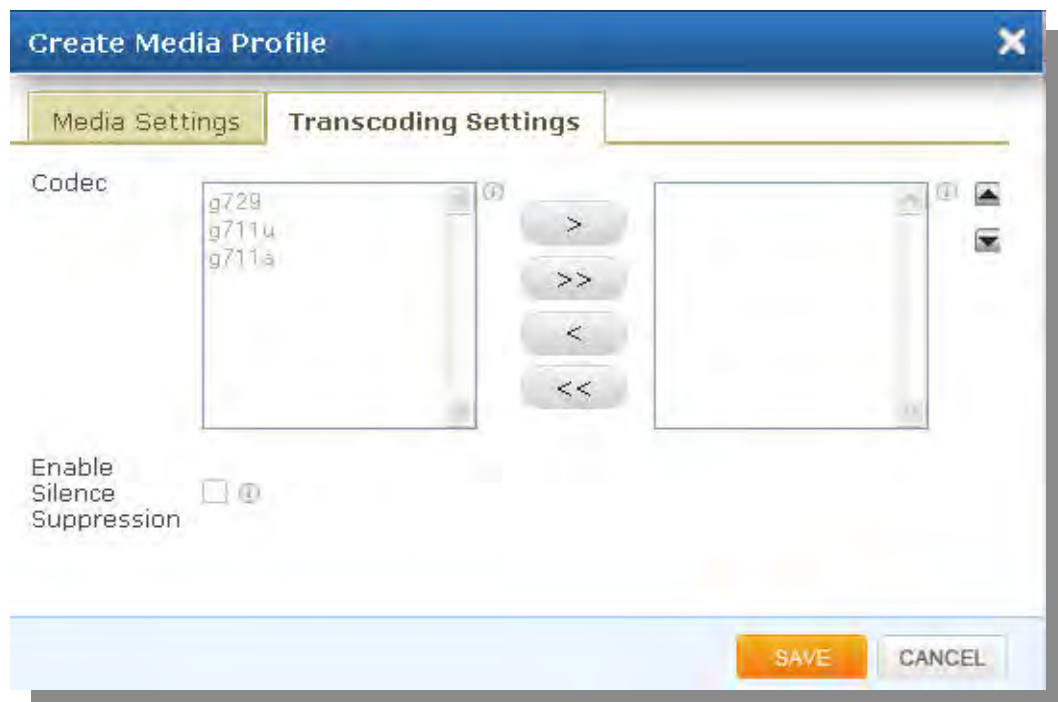 Create Media Profile
Media Settings
Transcoding Settings
Codec
g729
g711u
g711a
>
>>
<
<<
Enable
Silence
Suppression
SAVE
CANCEL